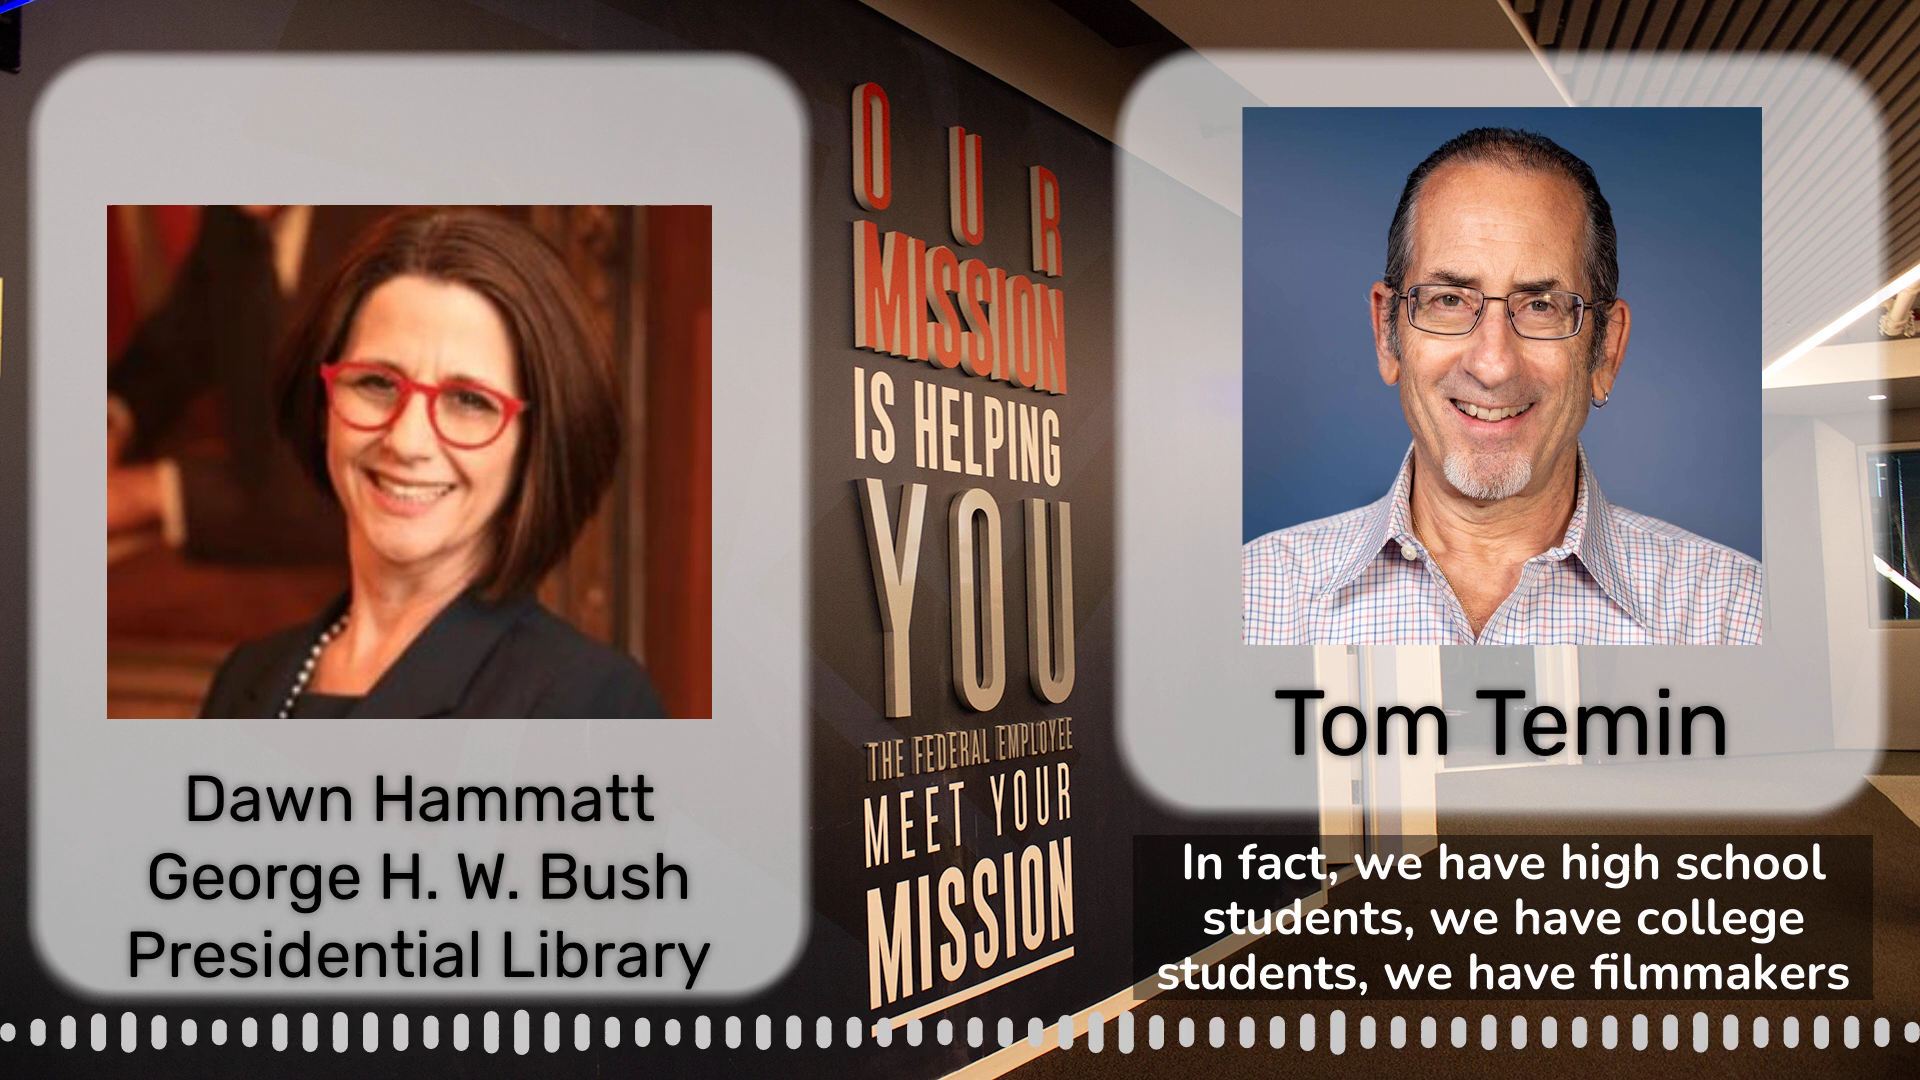 Dawn Hammatt
George H. W. Bush
Presidential Library
OUR
MISSION
IS HELPING
YOU
THE FEDERAL EMPLOYEE
MEET YOUR
MISSION
Tom Temin
In fact, we have high school
students, we have college
students, we have filmmakers